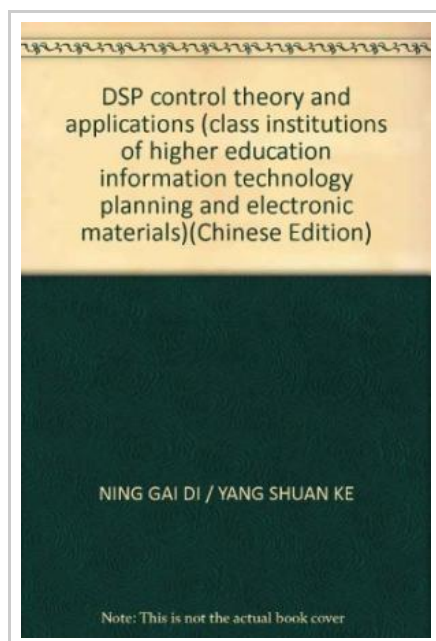 DSP control theory and
applications (class institutions
of higher education
information technology
planning and electronic
materials)(Chinese Edition)
NING GAI DI / YANG SHUAN KE
Note: This is not the actual book cover